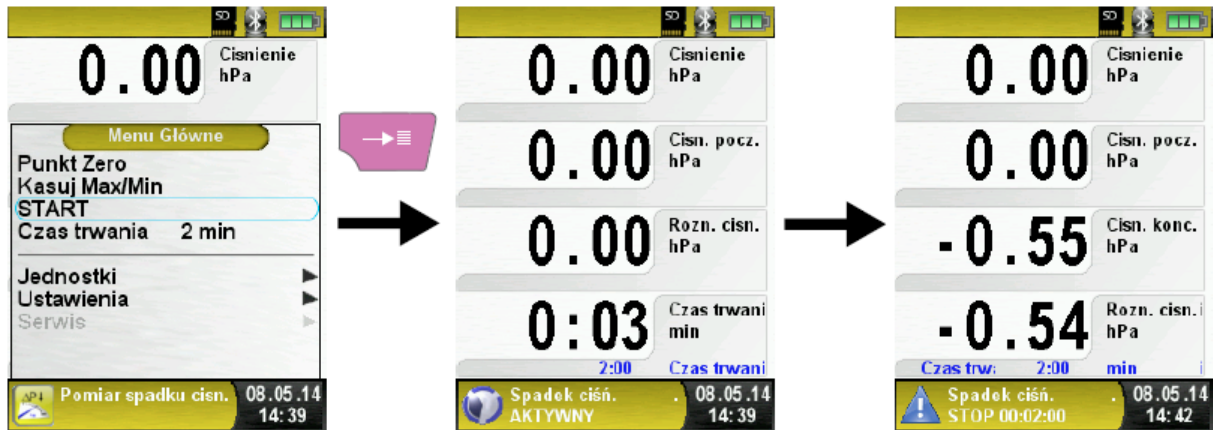 SD
0.00
Cisnienie
hPa
Menu Główne
Punkt Zero
Kasuj Max/Min
START
Czas trwania 2 min
Jednostki
Ustawienia
Serwis
ΔP↓
Pomiar spadku cisn.
08.05.14
14:39
SD
0.00
Cisnienie
hPa
0.00
Cisn. pocz.
hPa
0.00
Rozn. cisn.
hPa
0:03
Czas trwani
min
2:00 Czas trwani
Spadek ciśń. .
AKTYWNY
08.05.14
14:39
SD
0.00
Cisnienie
hPa
0.00
Cisn. pocz.
hPa
-0.55
Cisn. konc.
hPa
-0.54
Rozn. cisn.i
hPa
Czas trw: 2:00 min i
Spadek ciśń. .
STOP 00:02:00
08.05.14
14:42